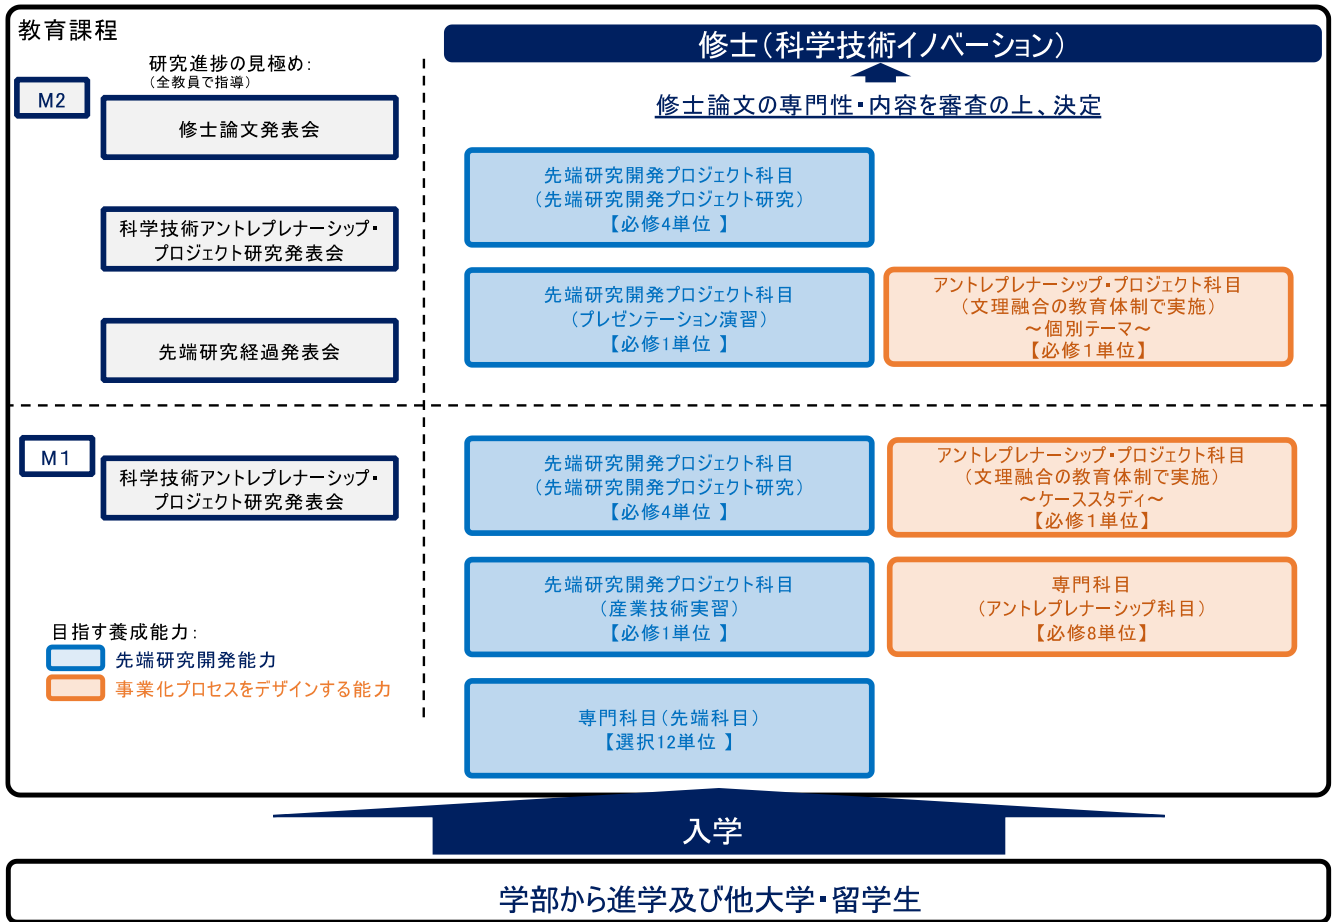 教育課程
修士(科学技術イノベーション)
修士論文の専門性・内容を審査の上、決定
研究進捗の見極め:
(全教員で指導)
M2
修士論文発表会
科学技術アントレプレナーシップ・
プロジェクト研究発表会
先端研究経過発表会
先端研究開発プロジェクト科目
(先端研究開発プロジェクト研究)
【必修4単位 】
先端研究開発プロジェクト科目
(プレゼンテーション演習)
【必修1単位 】
アントレプレナーシップ・プロジェクト科目
(文理融合の教育体制で実施)
～個別テーマ～
【必修1単位】
M1
科学技術アントレプレナーシップ・
プロジェクト研究発表会
先端研究開発プロジェクト科目
(先端研究開発プロジェクト研究)
【必修4単位 】
アントレプレナーシップ・プロジェクト科目
(文理融合の教育体制で実施)
～ケーススタディ～
【必修1単位】
先端研究開発プロジェクト科目
(産業技術実習)
【必修1単位 】
専門科目
(アントレプレナーシップ科目)
【必修8単位】
専門科目(先端科目)
【選択12単位 】
目指す養成能力:
先端研究開発能力
事業化プロセスをデザインする能力
入学
学部から進学及び他大学・留学生